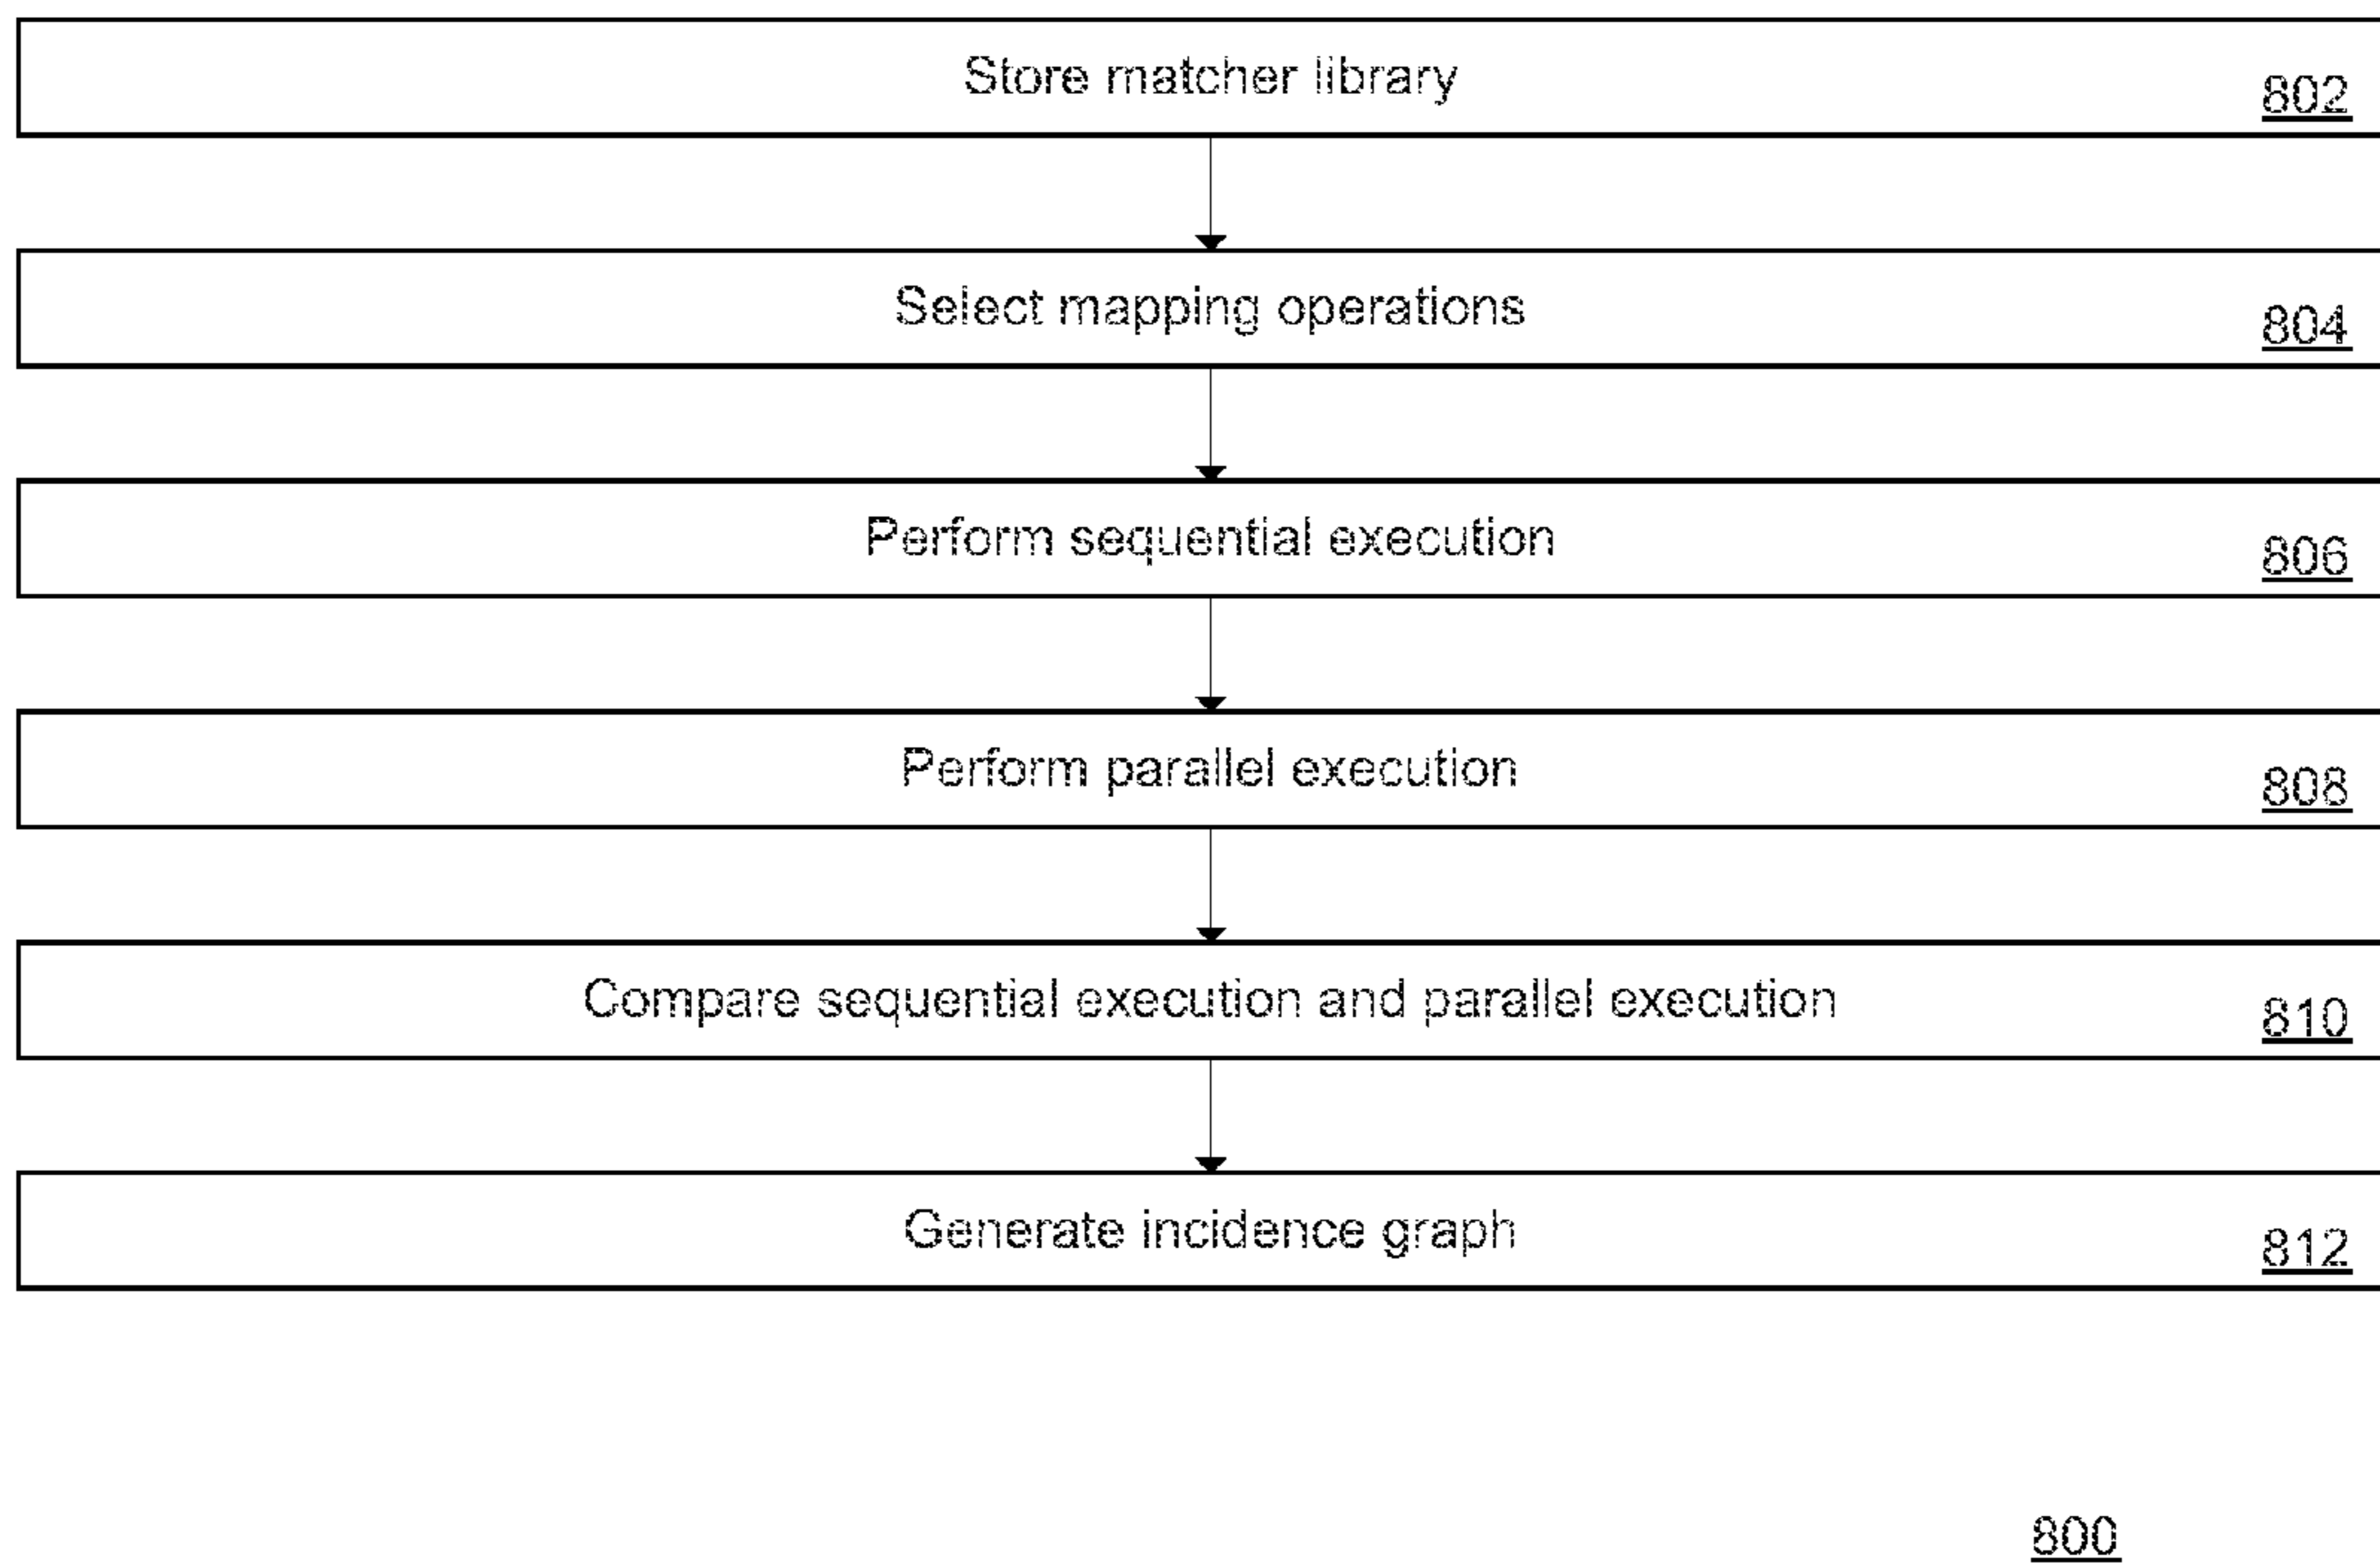 Store matcher library
802
Select mapping operations
804
Perform sequential execution
806
Perform parallel execution
808
Compare sequential execution and parallel execution
810
Generate incidence graph
812
800